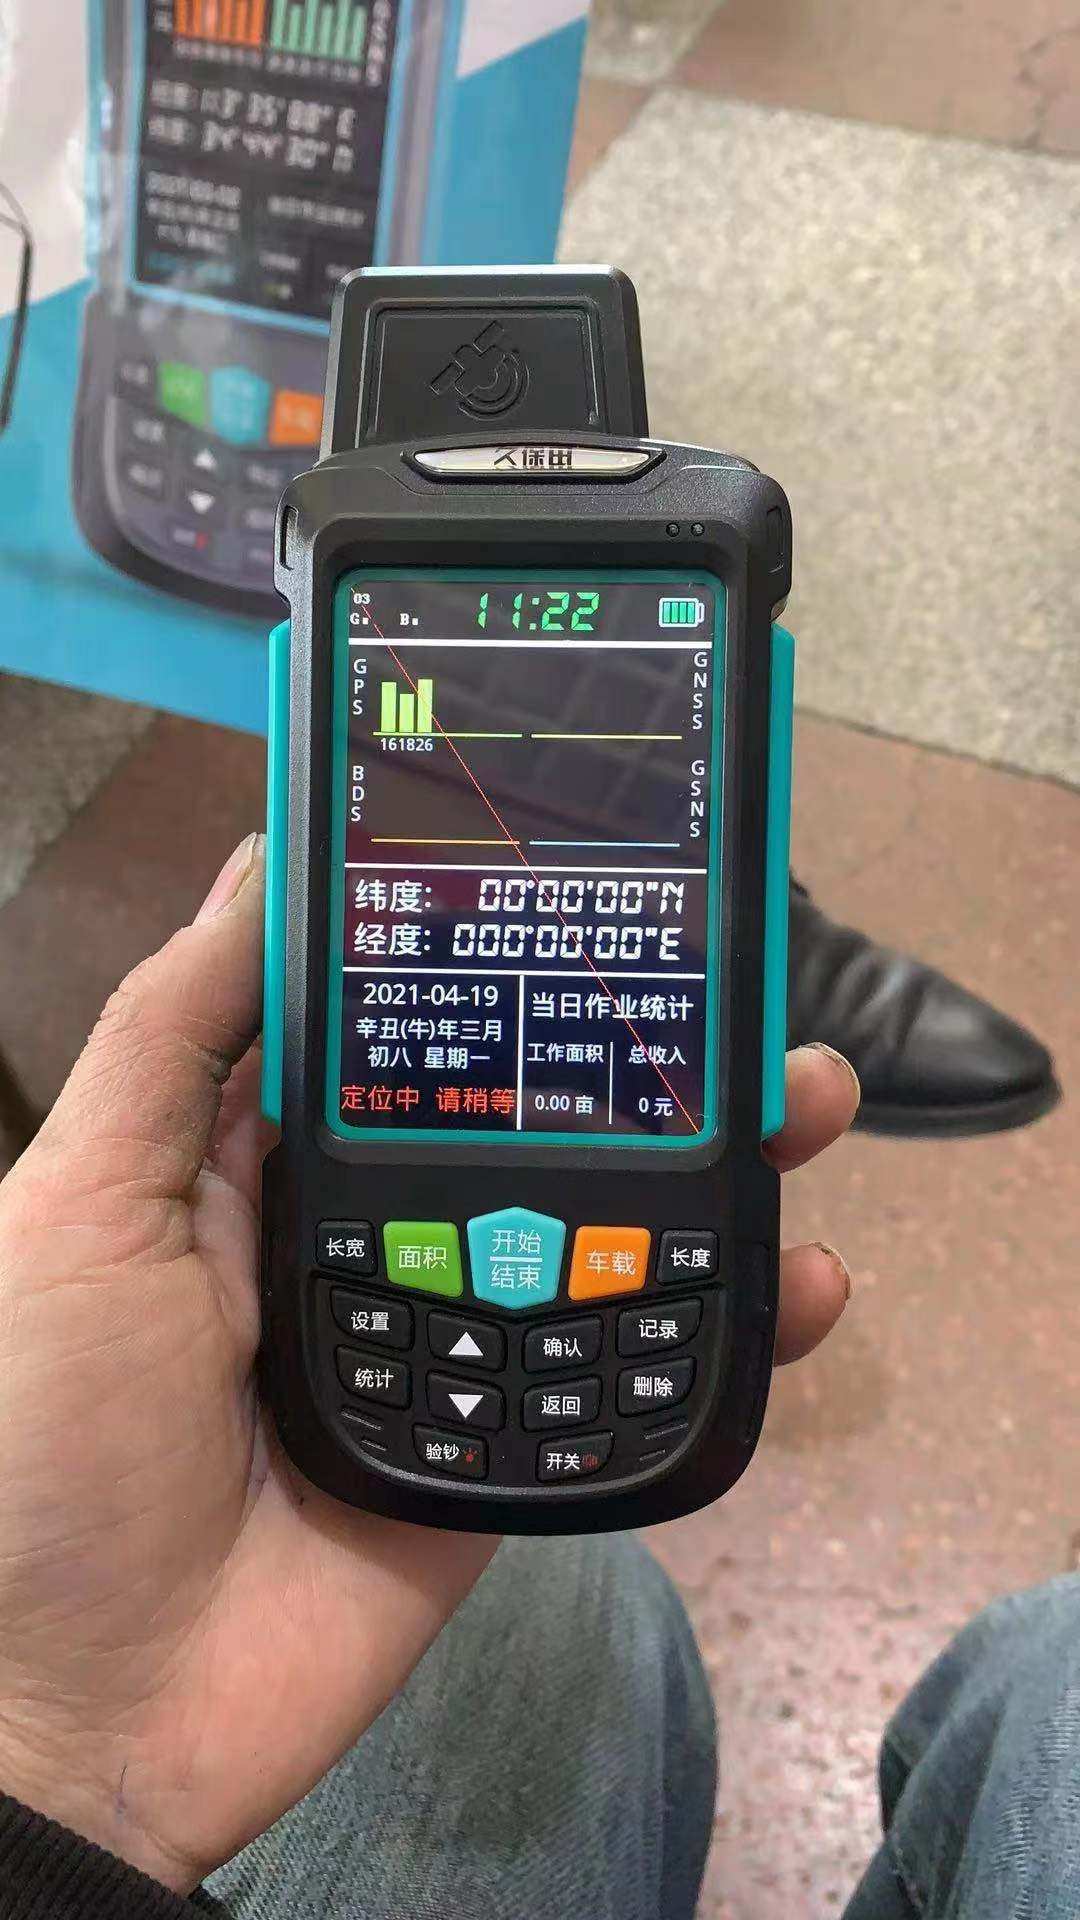 久保田
03
G B 11:22
GPS
GNSS
161826
BDS
GSNS
纬度: 00°00'00"N
经度: 000°00'00"E
2021-04-19
辛丑(牛)年三月
初八 星期一
定位中 请稍等
当日作业统计
工作面积 总收入
0.00 亩 0 元
长宽 面积 开始 结束 车载 长度
设置 确认 记录
统计 返回 删除
验钞 开关